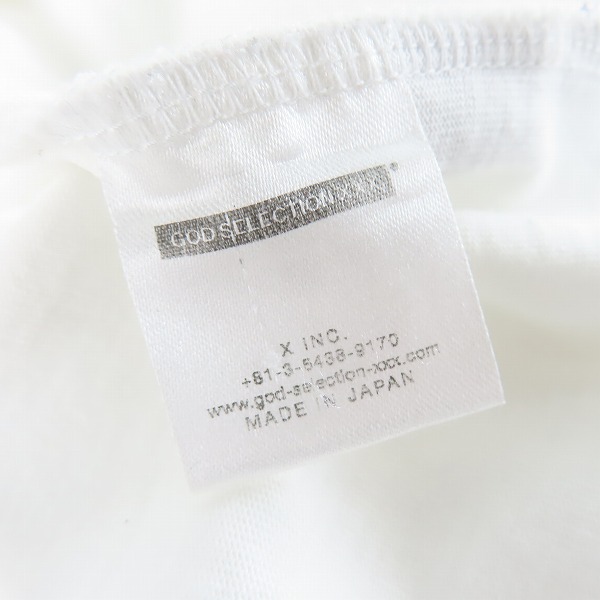 GOD SELECTION XXX®
X INC.
+81-3-5438-9170
www.god-selection-xxx.com
MADE IN JAPAN